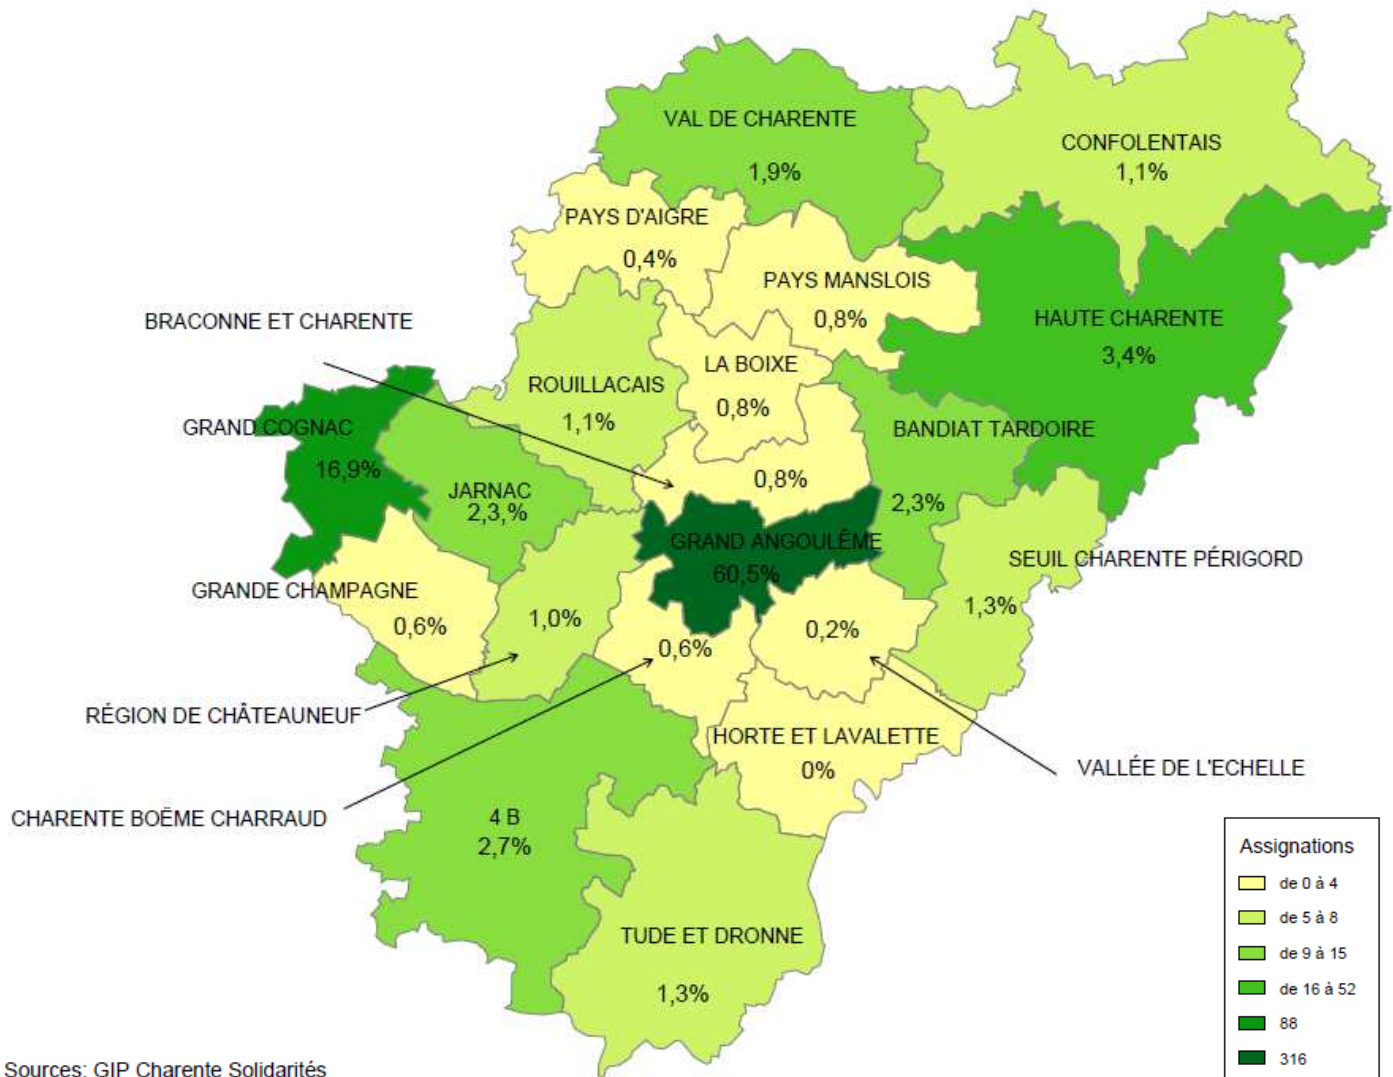 VAL DE CHARENTE
1,9%
CONFOLENTAIS
1,1%
PAYS D'AIGRE
0,4%
PAYS MANSLOIS
0,8%
HAUTE CHARENTE
3,4%
BRACONNE ET CHARENTE
LA BOIXE
0,8%
ROUILLACAIS
1,1%
GRAND COGNAC
16,9%
BANDIAT TARDOIRE
2,3%
0,8%
JARNAC
2,3,%
GRAND ANGOULÊME
60,5%
SEUIL CHARENTE PÉRIGORD
1,3%
GRANDE CHAMPAGNE
0,6%
1,0%
0,6%
0,2%
RÉGION DE CHÂTEAUNEUF
HORTE ET LAVALETTE
0%
VALLÉE DE L'ECHELLE
CHARENTE BOËME CHARRAUD
4 B
2,7%
TUDE ET DRONNE
1,3%
Assignations
de 0 à 4
de 5 à 8
de 9 à 15
de 16 à 52
88
316
Sources: GIP Charente Solidarités